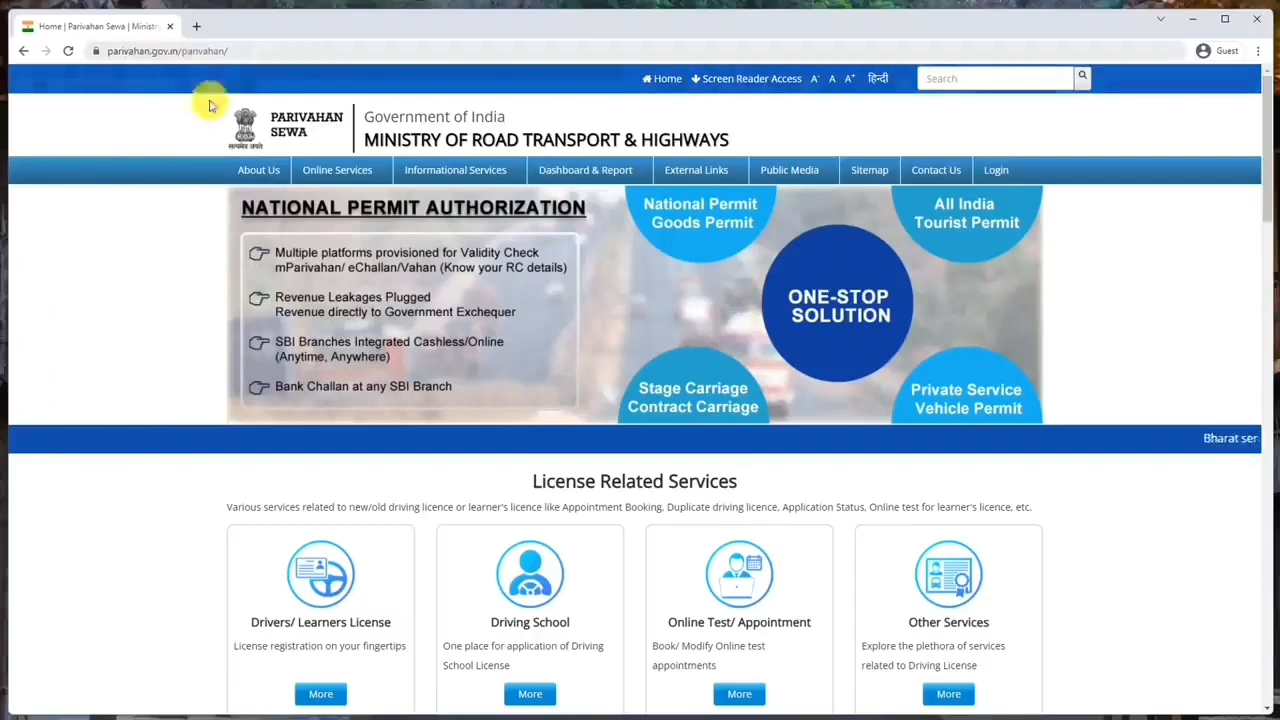 Home | Parivahan Sewa | Ministr
parivahan.gov.in/parivahan/
Guest
Home
Screen Reader Access
A-
A
A+
हिन्दी
Search
सत्यमेव जयते
PARIVAHAN
SEWA
Government of India
MINISTRY OF ROAD TRANSPORT & HIGHWAYS
About Us
Online Services
Informational Services
Dashboard & Report
External Links
Public Media
Sitemap
Contact Us
Login
NATIONAL PERMIT AUTHORIZATION
Multiple platforms provisioned for Validity Check
mParivahan/ eChallan/Vahan (Know your RC details)
Revenue Leakages Plugged
Revenue directly to Government Exchequer
SBI Branches Integrated Cashless/Online
(Anytime, Anywhere)
Bank Challan at any SBI Branch
National Permit
Goods Permit
All India
Tourist Permit
ONE-STOP
SOLUTION
Stage Carriage
Contract Carriage
Private Service
Vehicle Permit
Bharat ser
License Related Services
Various services related to new/old driving licence or learner's licence like Appointment Booking, Duplicate driving licence, Application Status, Online test for learner's licence, etc.
Drivers/ Learners License
License registration on your fingertips
More
Driving School
One place for application of Driving
School License
More
Online Test/ Appointment
Book/ Modify Online test
appointments
More
Other Services
Explore the plethora of services
related to Driving License
More